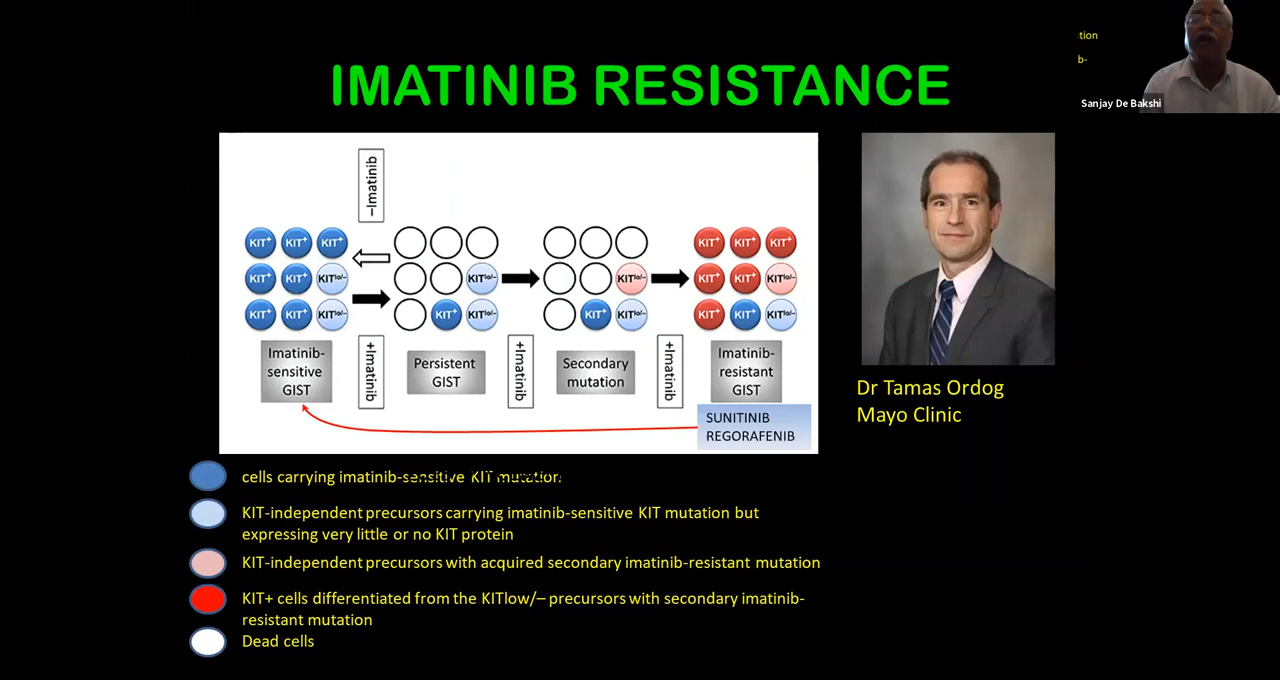 tion
b-
Sanjay De Bakshi
IMATINIB RESISTANCE
–Imatinib
KIT+ KIT+ KIT+
KIT+ KIT+ KITlo/– KITlo/– KITlo/– KIT+ KIT+ KITlo/–
KIT+ KIT+ KITlo/– KIT+ KITlo/– KIT+ KITlo/– KIT+ KIT+ KITlo/–
KIT+ KIT+ KIT+
Imatinib-
sensitive
GIST
+Imatinib
Persistent
GIST
+Imatinib
Secondary
mutation
+Imatinib
Imatinib-
resistant
GIST
SUNITINIB
REGORAFENIB
Dr Tamas Ordog
Mayo Clinic
cells carrying imatinib-sensitive KIT mutation
KIT-independent precursors carrying imatinib-sensitive KIT mutation but
expressing very little or no KIT protein
KIT-independent precursors with acquired secondary imatinib-resistant mutation
KIT+ cells differentiated from the KITlow/– precursors with secondary imatinib-
resistant mutation
Dead cells